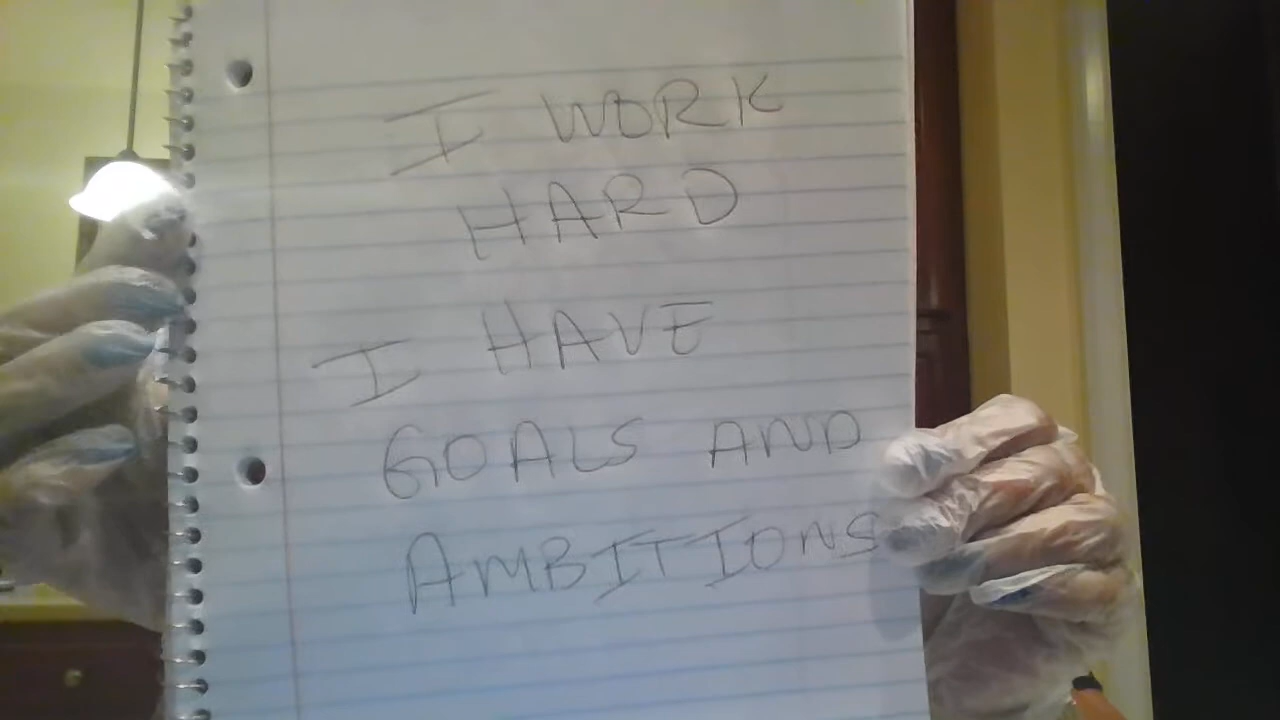 I WORK
HARD
I HAVE
GOALS AND
AMBITIONS